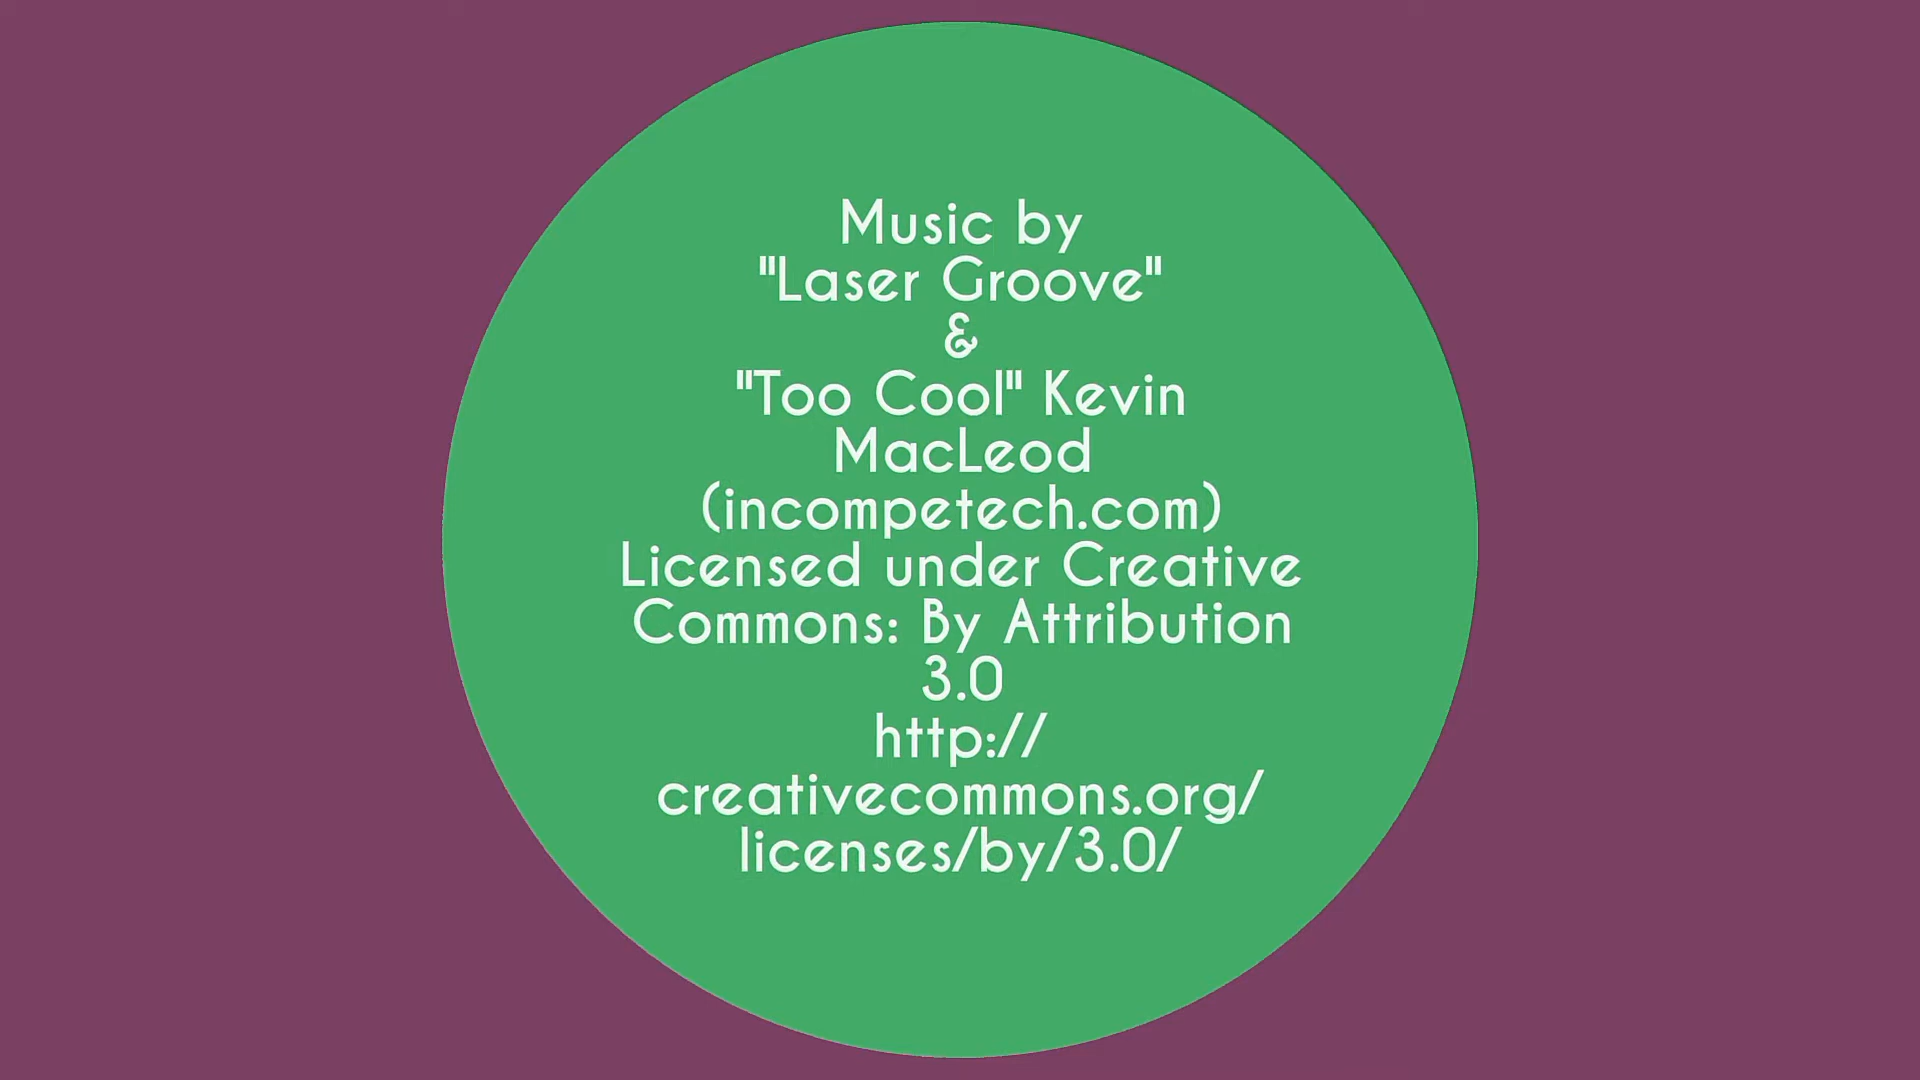 Music by
"Laser Groove"
&
"Too Cool" Kevin
MacLeod
(incompetech.com)
Licensed under Creative
Commons: By Attribution
3.0
http://
creativecommons.org/
licenses/by/3.0/